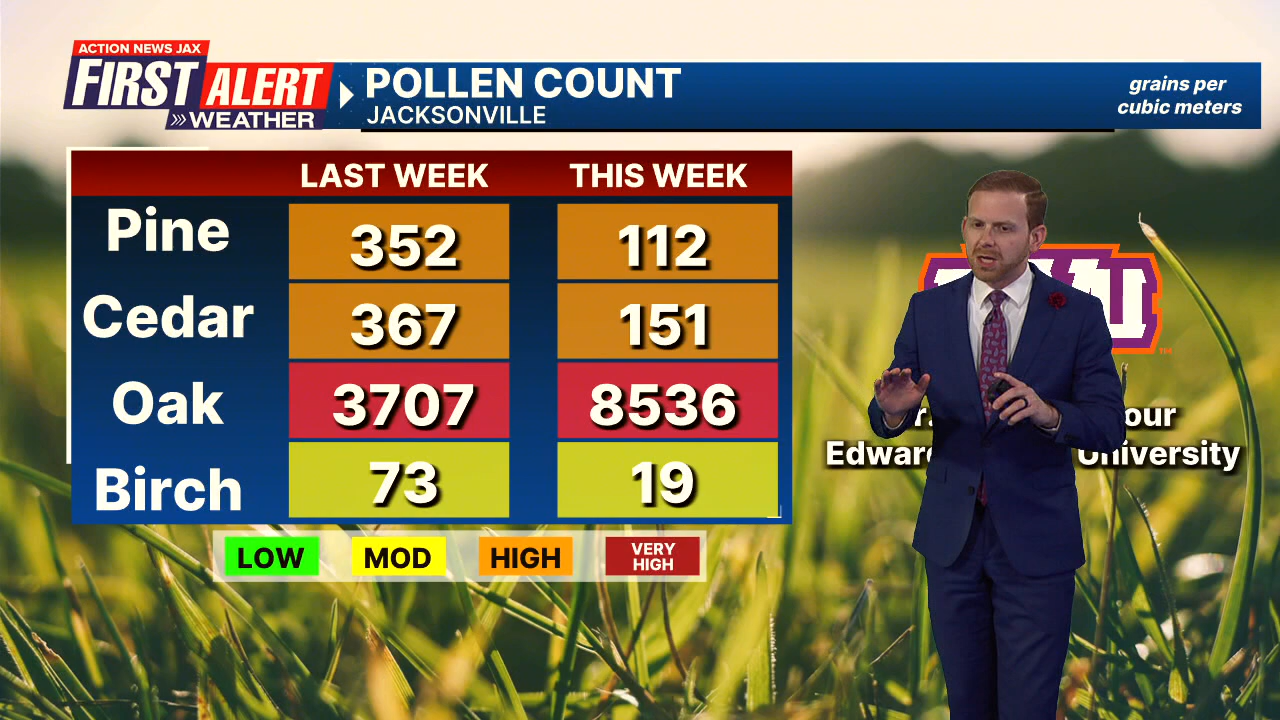 ACTION NEWS JAX
FIRST ALERT
WEATHER
POLLEN COUNT
JACKSONVILLE
grains per
cubic meters
LAST WEEK THIS WEEK
Pine 352 112
Cedar 367 151
Oak 3707 8536
Birch 73 19
LOW MOD HIGH VERY HIGH
TM
University